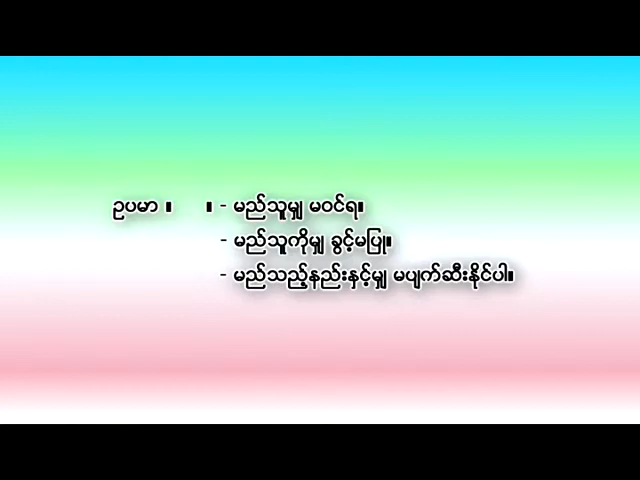 ဥပမာ ။ ။ - မည်သူမျှ မဝင်ရ။
- မည်သူကိုမျှ ခွင့်မပြု။
- မည်သည့်နည်းနှင့်မျှ မပျက်ဆီးနိုင်ပါ။